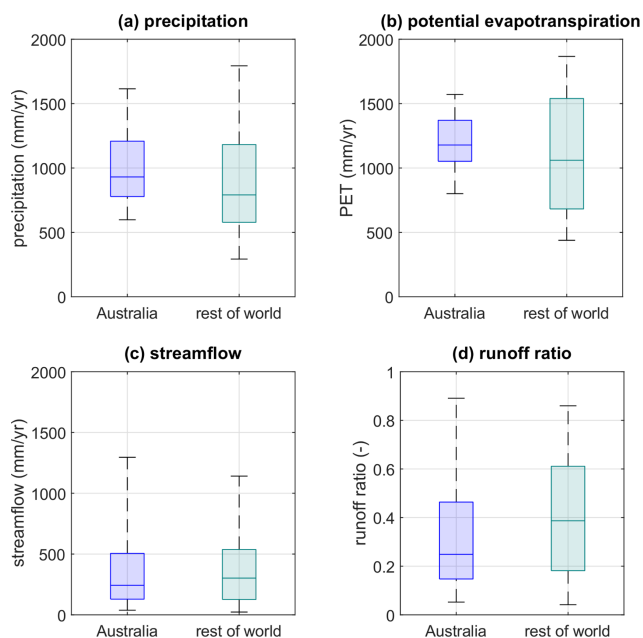 (a) precipitation
2000
1500
1000
500
0
precipitation (mm/yr)
Australia
rest of world
(b) potential evapotranspiration
2000
1500
1000
500
0
PET (mm/yr)
Australia
rest of world
(c) streamflow
2000
1500
1000
500
0
streamflow (mm/yr)
Australia
rest of world
(d) runoff ratio
1
0.8
0.6
0.4
0.2
0
runoff ratio (-)
Australia
rest of world